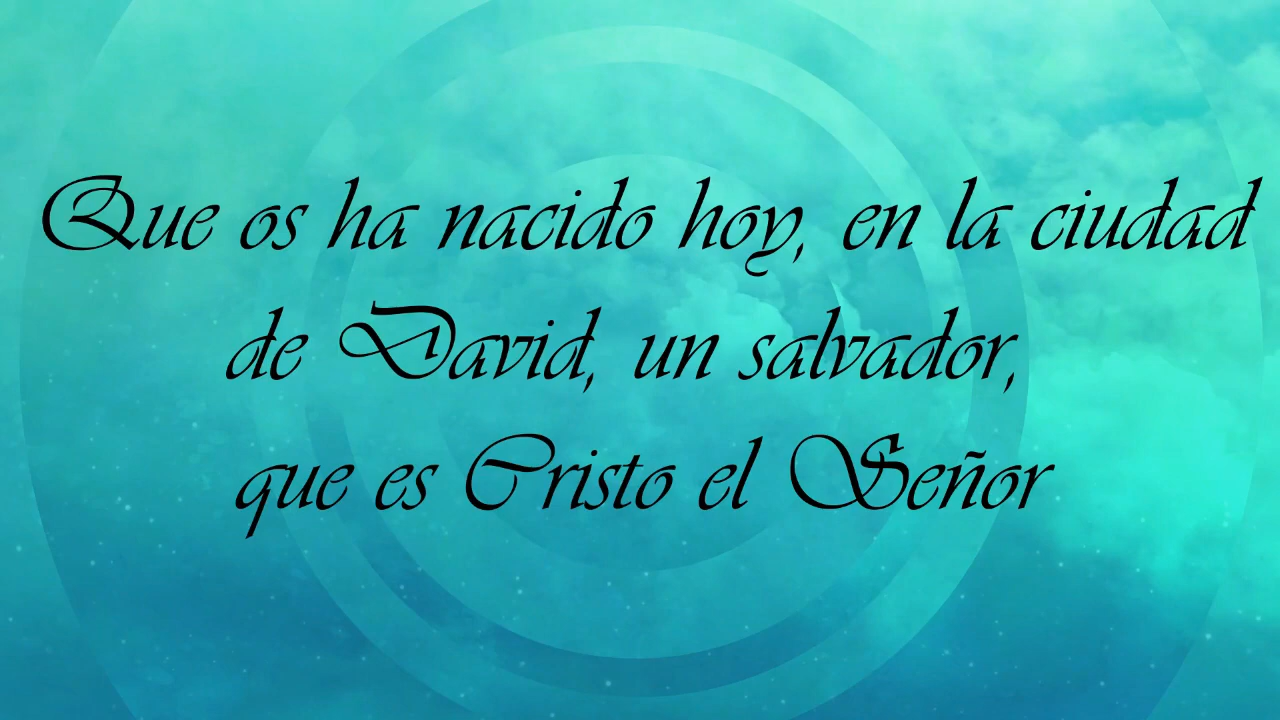 Que os ha nacido hoy, en la ciudad
de David, un salvador,
que es Cristo el Señor